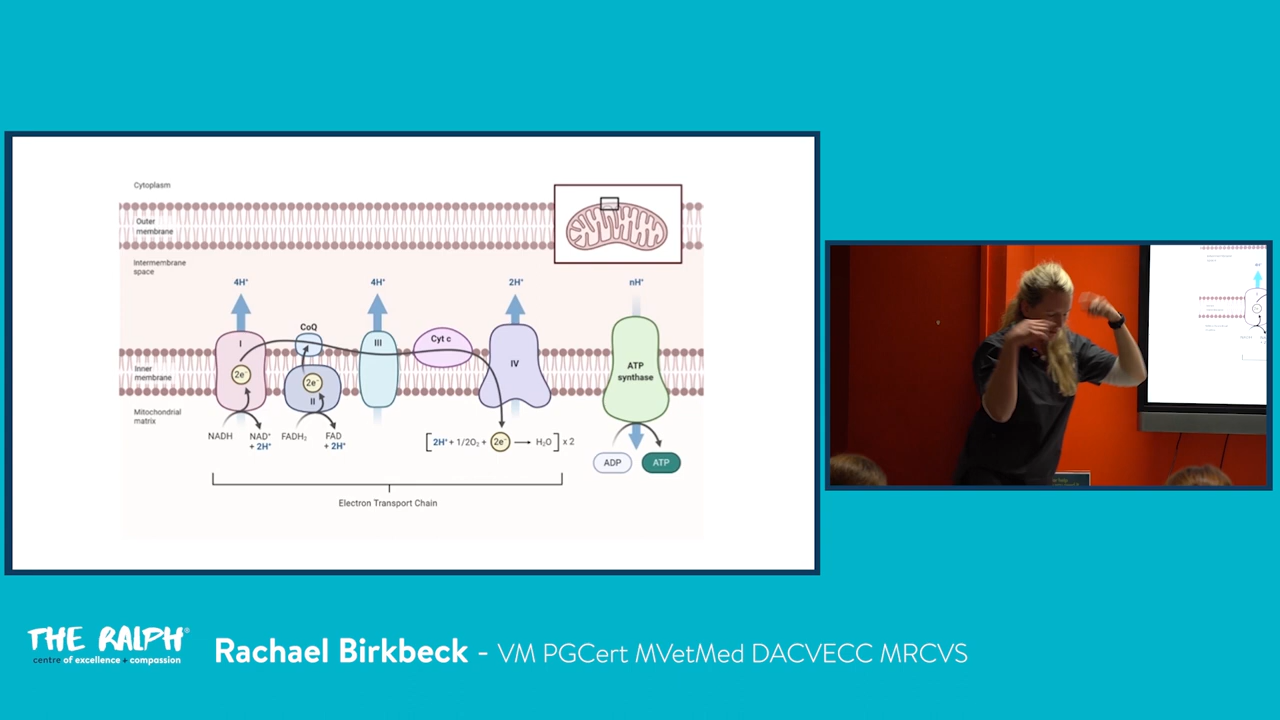 Cytoplasm
Outer
membrane
Intermembrane
space
4H⁺
4H⁺
2H⁺
nH⁺
CoQ
I
III
Cyt c
IV
ATP
synthase
2e⁻
2e⁻
II
Inner
membrane
Mitochondrial
matrix
NADH
NAD⁺
+ 2H⁺
FADH₂
FAD
+ 2H⁺
[2H⁺ + 1/2O₂ + 2e⁻ → H₂O] x 2
ADP
ATP
Electron Transport Chain
THE RALPH®
centre of excellence + compassion
Rachael Birkbeck - VM PGCert MVetMed DACVECC MRCVS